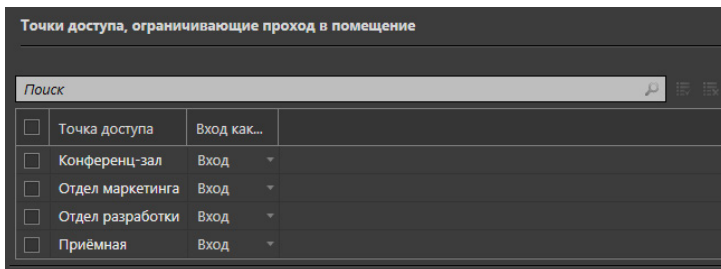 Точки доступа, ограничивающие проход в помещение
Поиск
Точка доступа Вход как...
Конференц-зал Вход
Отдел маркетинга Вход
Отдел разработки Вход
Приёмная Вход